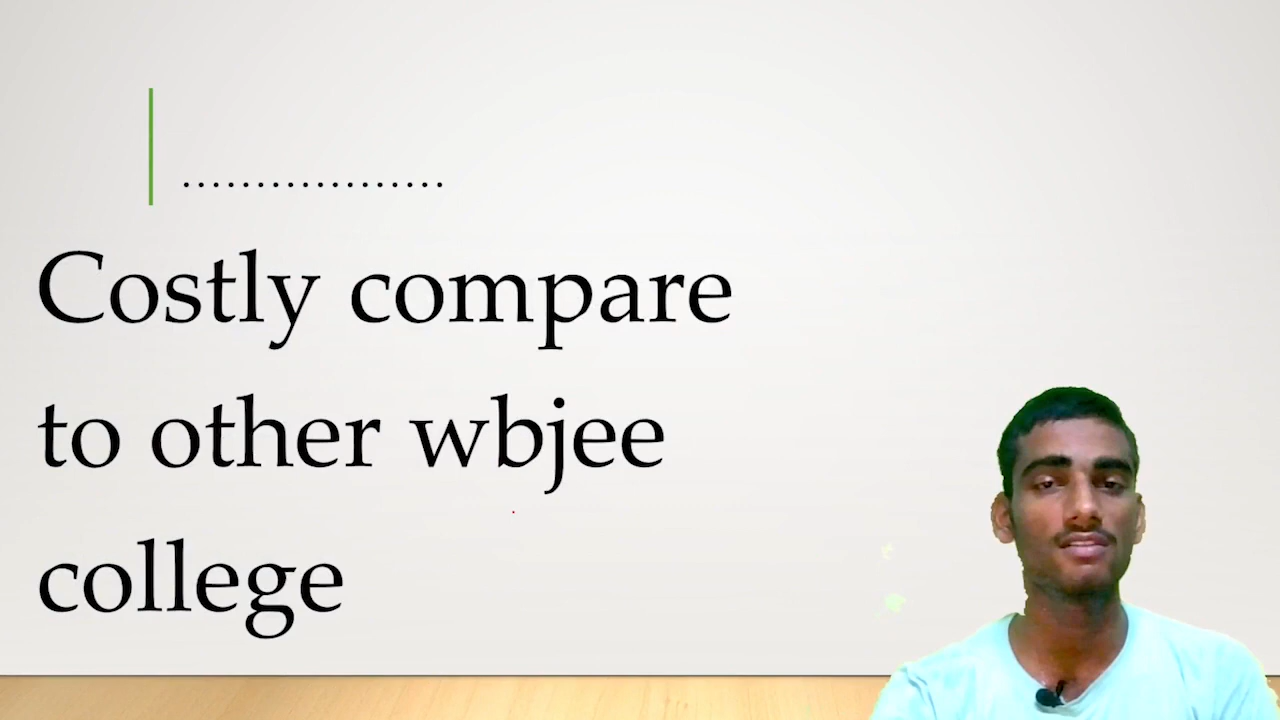 ..................
Costly compare
to other wbjee
college